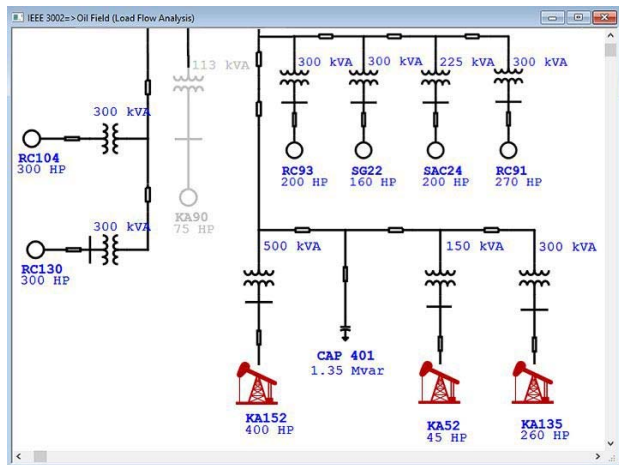 IEEE 3002=>Oil Field (Load Flow Analysis)
113 kVA
300 kVA
300 kVA
225 kVA
300 kVA
300 kVA
RC104
300 HP
KA90
75 HP
RC93
200 HP
SG22
160 HP
SAC24
200 HP
RC91
270 HP
300 kVA
RC130
300 HP
500 kVA
150 kVA
300 kVA
CAP 401
1.35 Mvar
KA152
400 HP
KA52
45 HP
KA135
260 HP